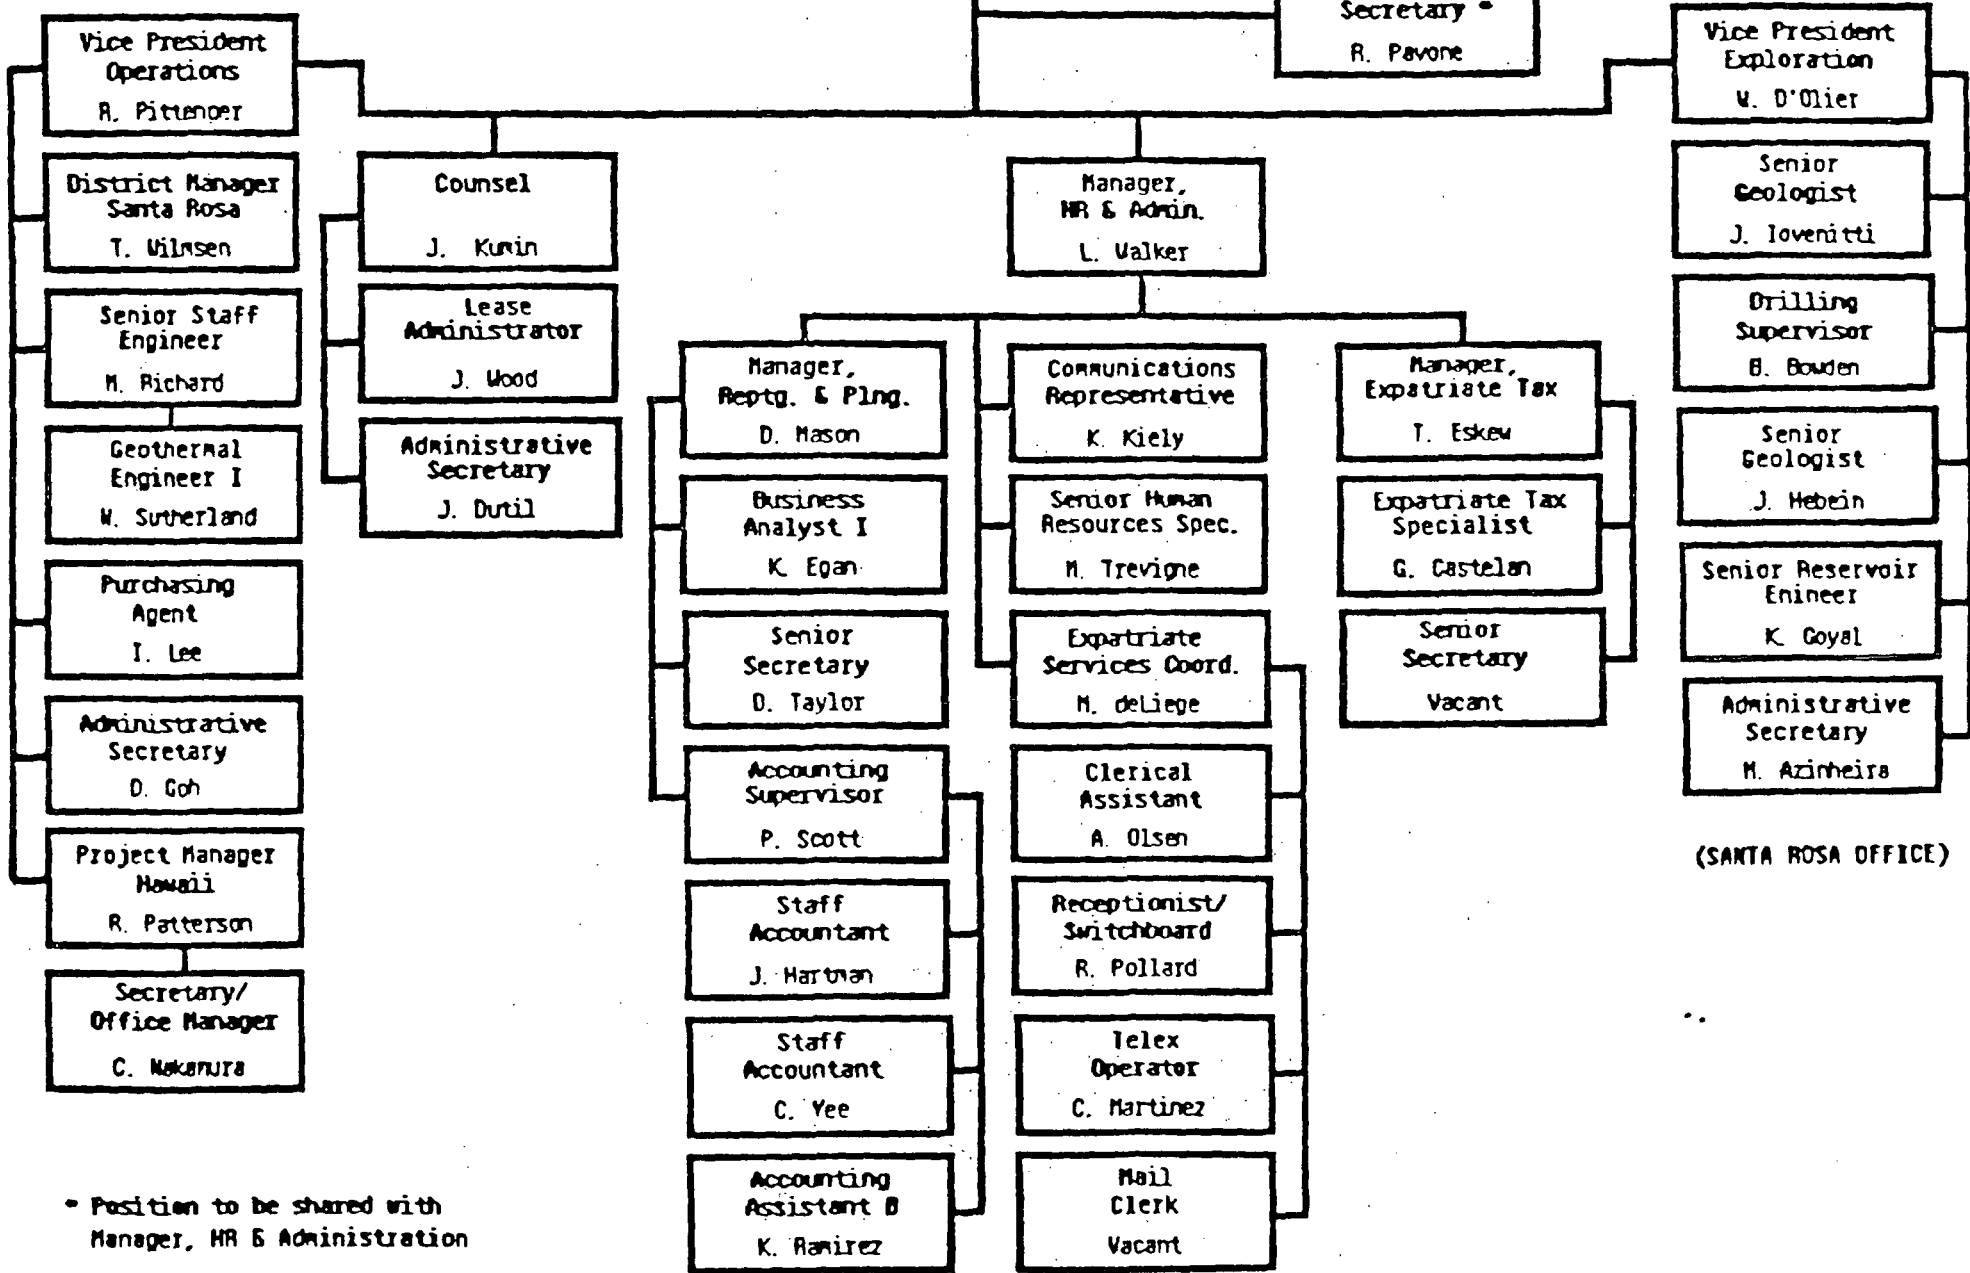 Secretary *
R. Pavone
Vice President
Operations
R. Pittenger
Vice President
Exploration
W. D'Olier
District Manager
Santa Rosa
T. Wilmsen
Counsel
J. Kumin
Manager,
HR & Admin.
L. Walker
Senior
Geologist
J. Iovenitti
Senior Staff
Engineer
M. Richard
Lease
Administrator
J. Wood
Drilling
Supervisor
B. Bowden
Manager,
Reptg. & Plng.
D. Mason
Communications
Representative
K. Kiely
Manager,
Expatriate Tax
T. Eskew
Geothermal
Engineer I
W. Sutherland
Administrative
Secretary
J. Dutil
Senior
Geologist
J. Hebein
Business
Analyst I
K. Egan
Senior Human
Resources Spec.
M. Trevigne
Expatriate Tax
Specialist
G. Castelan
Purchasing
Agent
I. Lee
Senior Reservoir
Enineer
K. Goyal
Senior
Secretary
D. Taylor
Expatriate
Services Coord.
M. deLiege
Senior
Secretary
Vacant
Administrative
Secretary
D. Goh
Administrative
Secretary
M. Azinheira
Accounting
Supervisor
P. Scott
Clerical
Assistant
A. Olsen
Project Manager
Hawaii
R. Patterson
(SANTA ROSA OFFICE)
Staff
Accountant
J. Hartman
Receptionist/
Switchboard
R. Pollard
Secretary/
Office Manager
C. Nakamura
Staff
Accountant
C. Yee
Telex
Operator
C. Martinez
Accounting
Assistant B
K. Ramirez
Mail
Clerk
Vacant
* Position to be shared with
Manager, HR & Administration